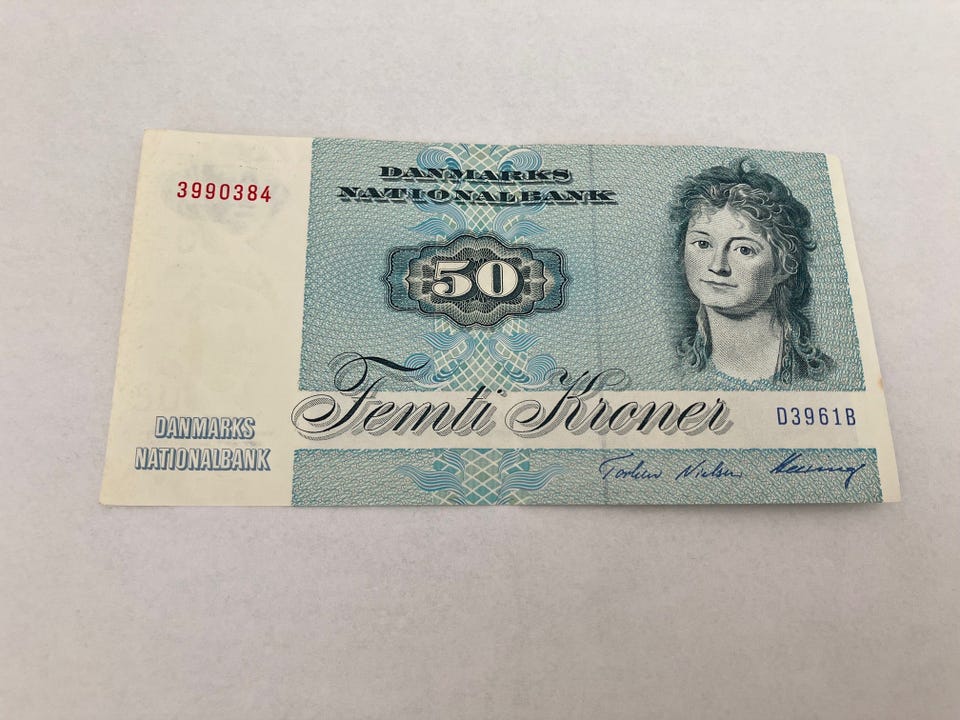 3990384
DANMARKS
NATIONALBANK
50
Femti Kroner
D3961B
DANMARKS
NATIONALBANK
Torben Nielsen